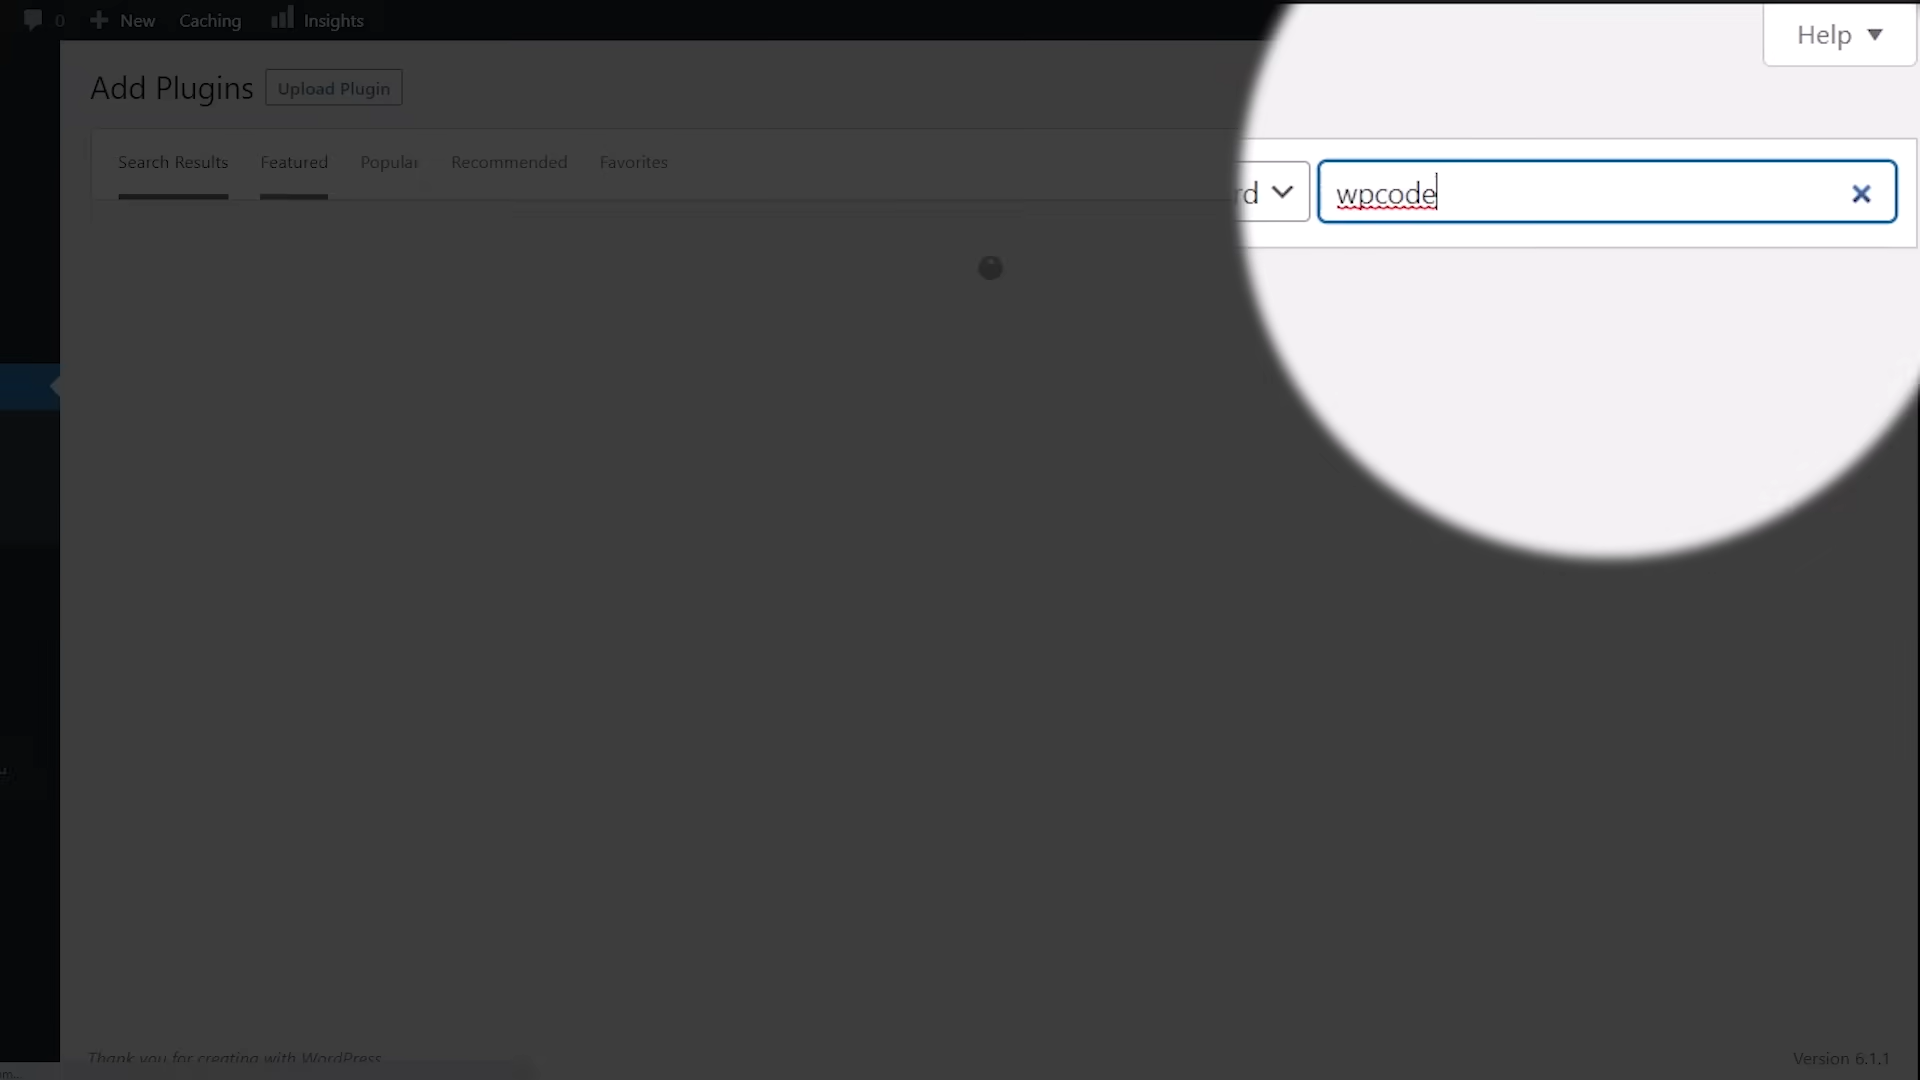 0 New Caching Insights
Help
Add Plugins Upload Plugin
Search Results Featured Popular Recommended Favorites
rd wpcode
Thank you for creating with WordPress.
Version 6.1.1